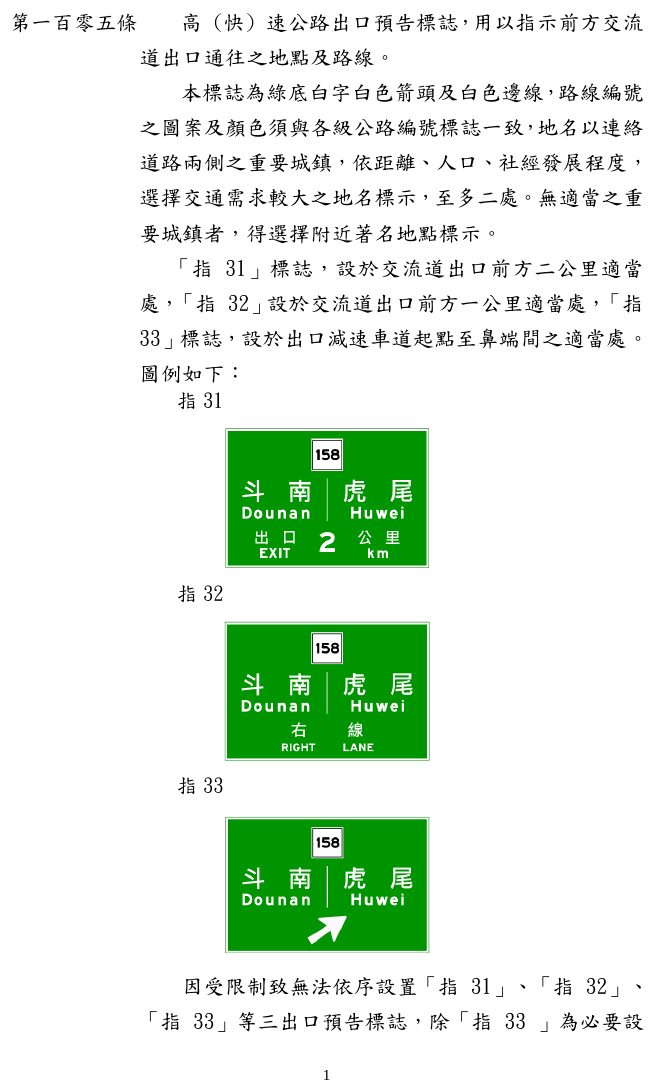 第一百零五條　　高（快）速公路出口預告標誌，用以指示前方交流
道出口通往之地點及路線。
本標誌為綠底白字白色箭頭及白色邊線，路線編號
之圖案及顏色須與各級公路編號標誌一致，地名以連絡
道路兩側之重要城鎮，依距離、人口、社經發展程度，
選擇交通需求較大之地名標示，至多二處。無適當之重
要城鎮者，得選擇附近著名地點標示。
「指 31」標誌，設於交流道出口前方二公里適當
處，「指 32」設於交流道出口前方一公里適當處，「指
33」標誌，設於出口減速車道起點至鼻端間之適當處。
圖例如下：
指 31
158
斗 南 虎 尾
Dounan Huwei
出 口 2 公 里
EXIT km
指 32
158
斗 南 虎 尾
Dounan Huwei
右 線
RIGHT LANE
指 33
158
斗 南 虎 尾
Dounan Huwei
因受限制致無法依序設置「指 31」、「指 32」、
「指 33」等三出口預告標誌，除「指 33 」為必要設
1